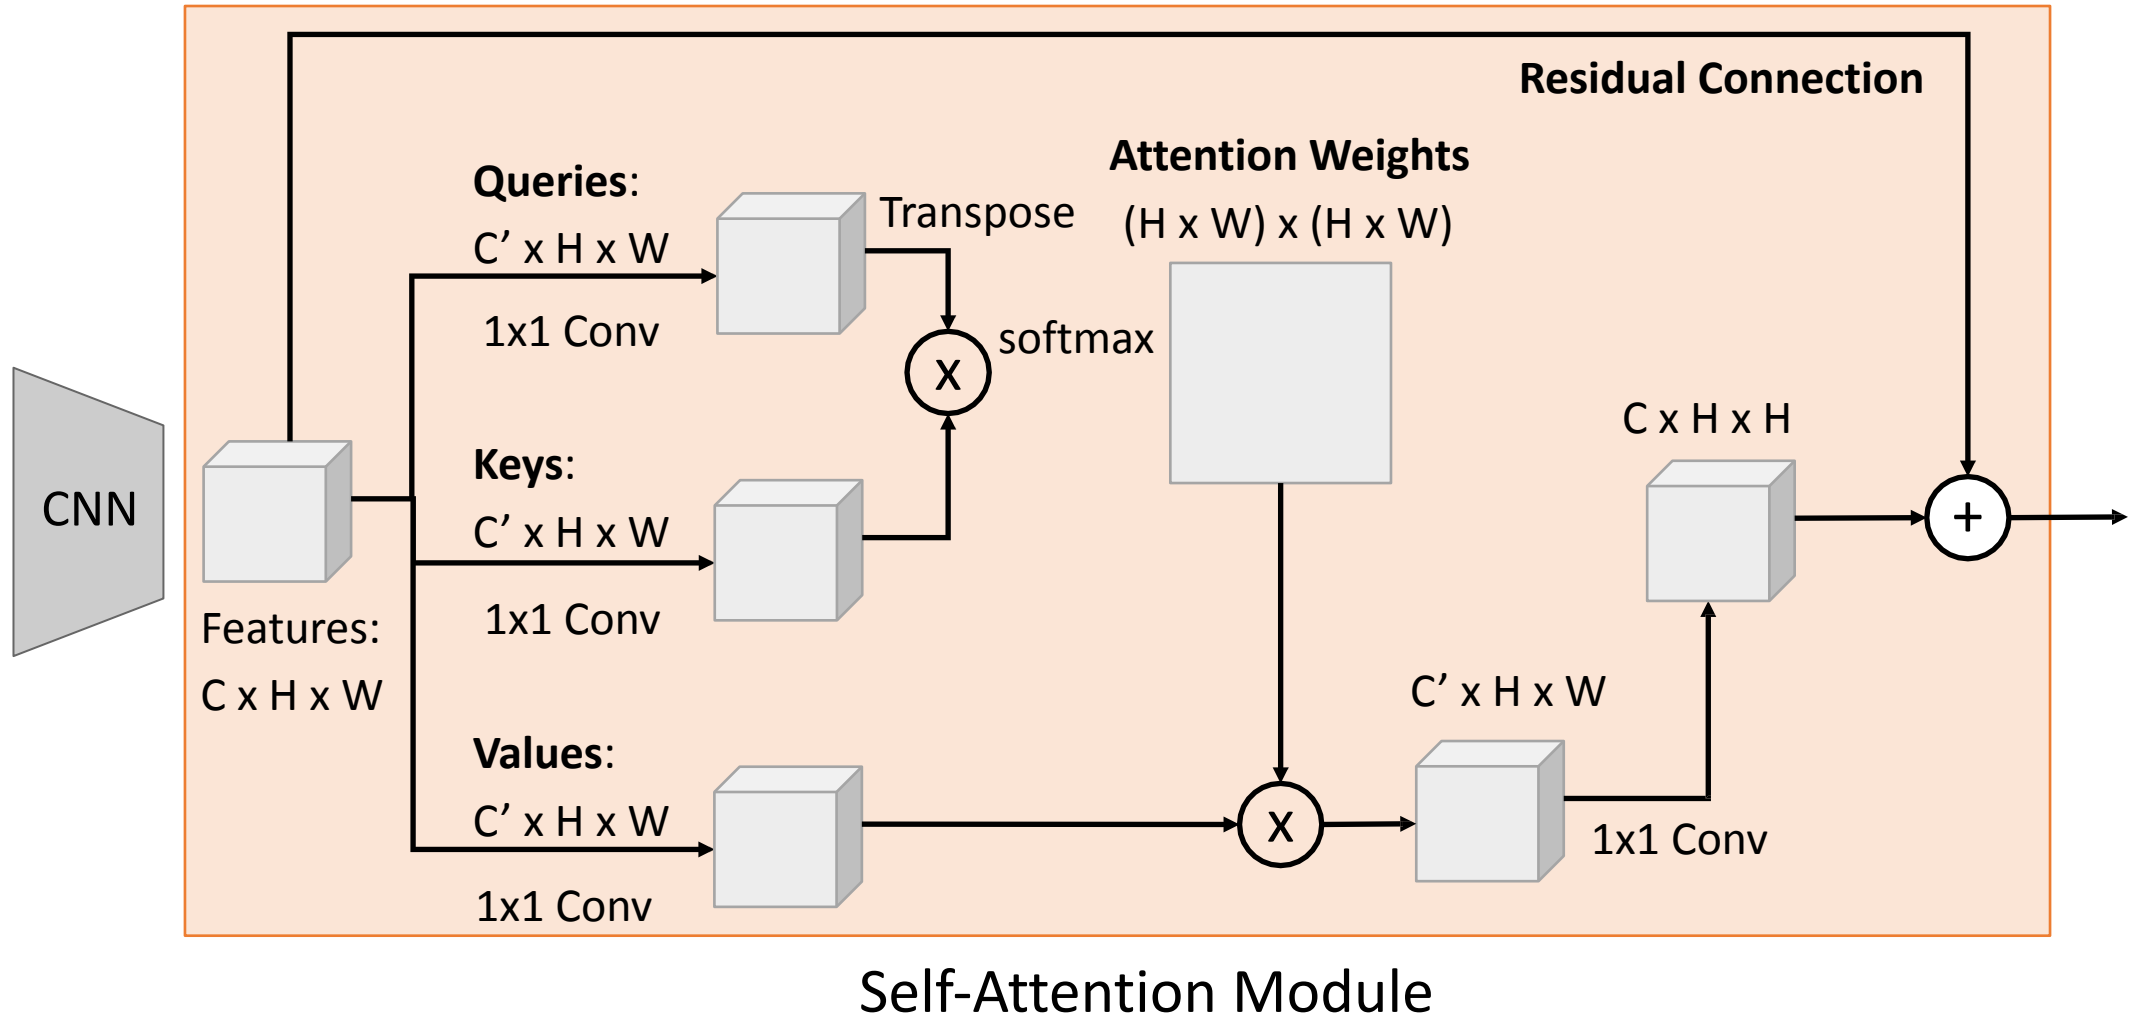 Residual Connection
Attention Weights
(H x W) x (H x W)
Queries:
C’ x H x W
1x1 Conv
Transpose
softmax
X
CNN
Features:
C x H x W
Keys:
C’ x H x W
1x1 Conv
C x H x H
+
Values:
C’ x H x W
1x1 Conv
X
C’ x H x W
1x1 Conv
Self-Attention Module